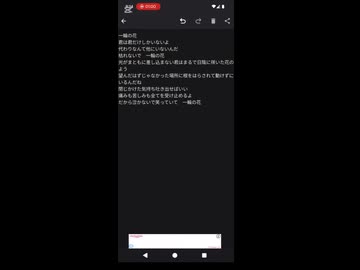 一輪の花
君は君だけしかいないよ
代わりなんて他にいないんだ
枯れないで　一輪の花
光がまともに差し込まない君はまるで日陰に咲いた花の
よう
望んだはずじゃなかった場所に根をはらされて動けずに
いるんだね
閉じかけた気持ち吐き出せばいい
痛みも苦しみも全てを受け止めるよ
だから泣かないで笑っていて　一輪の花